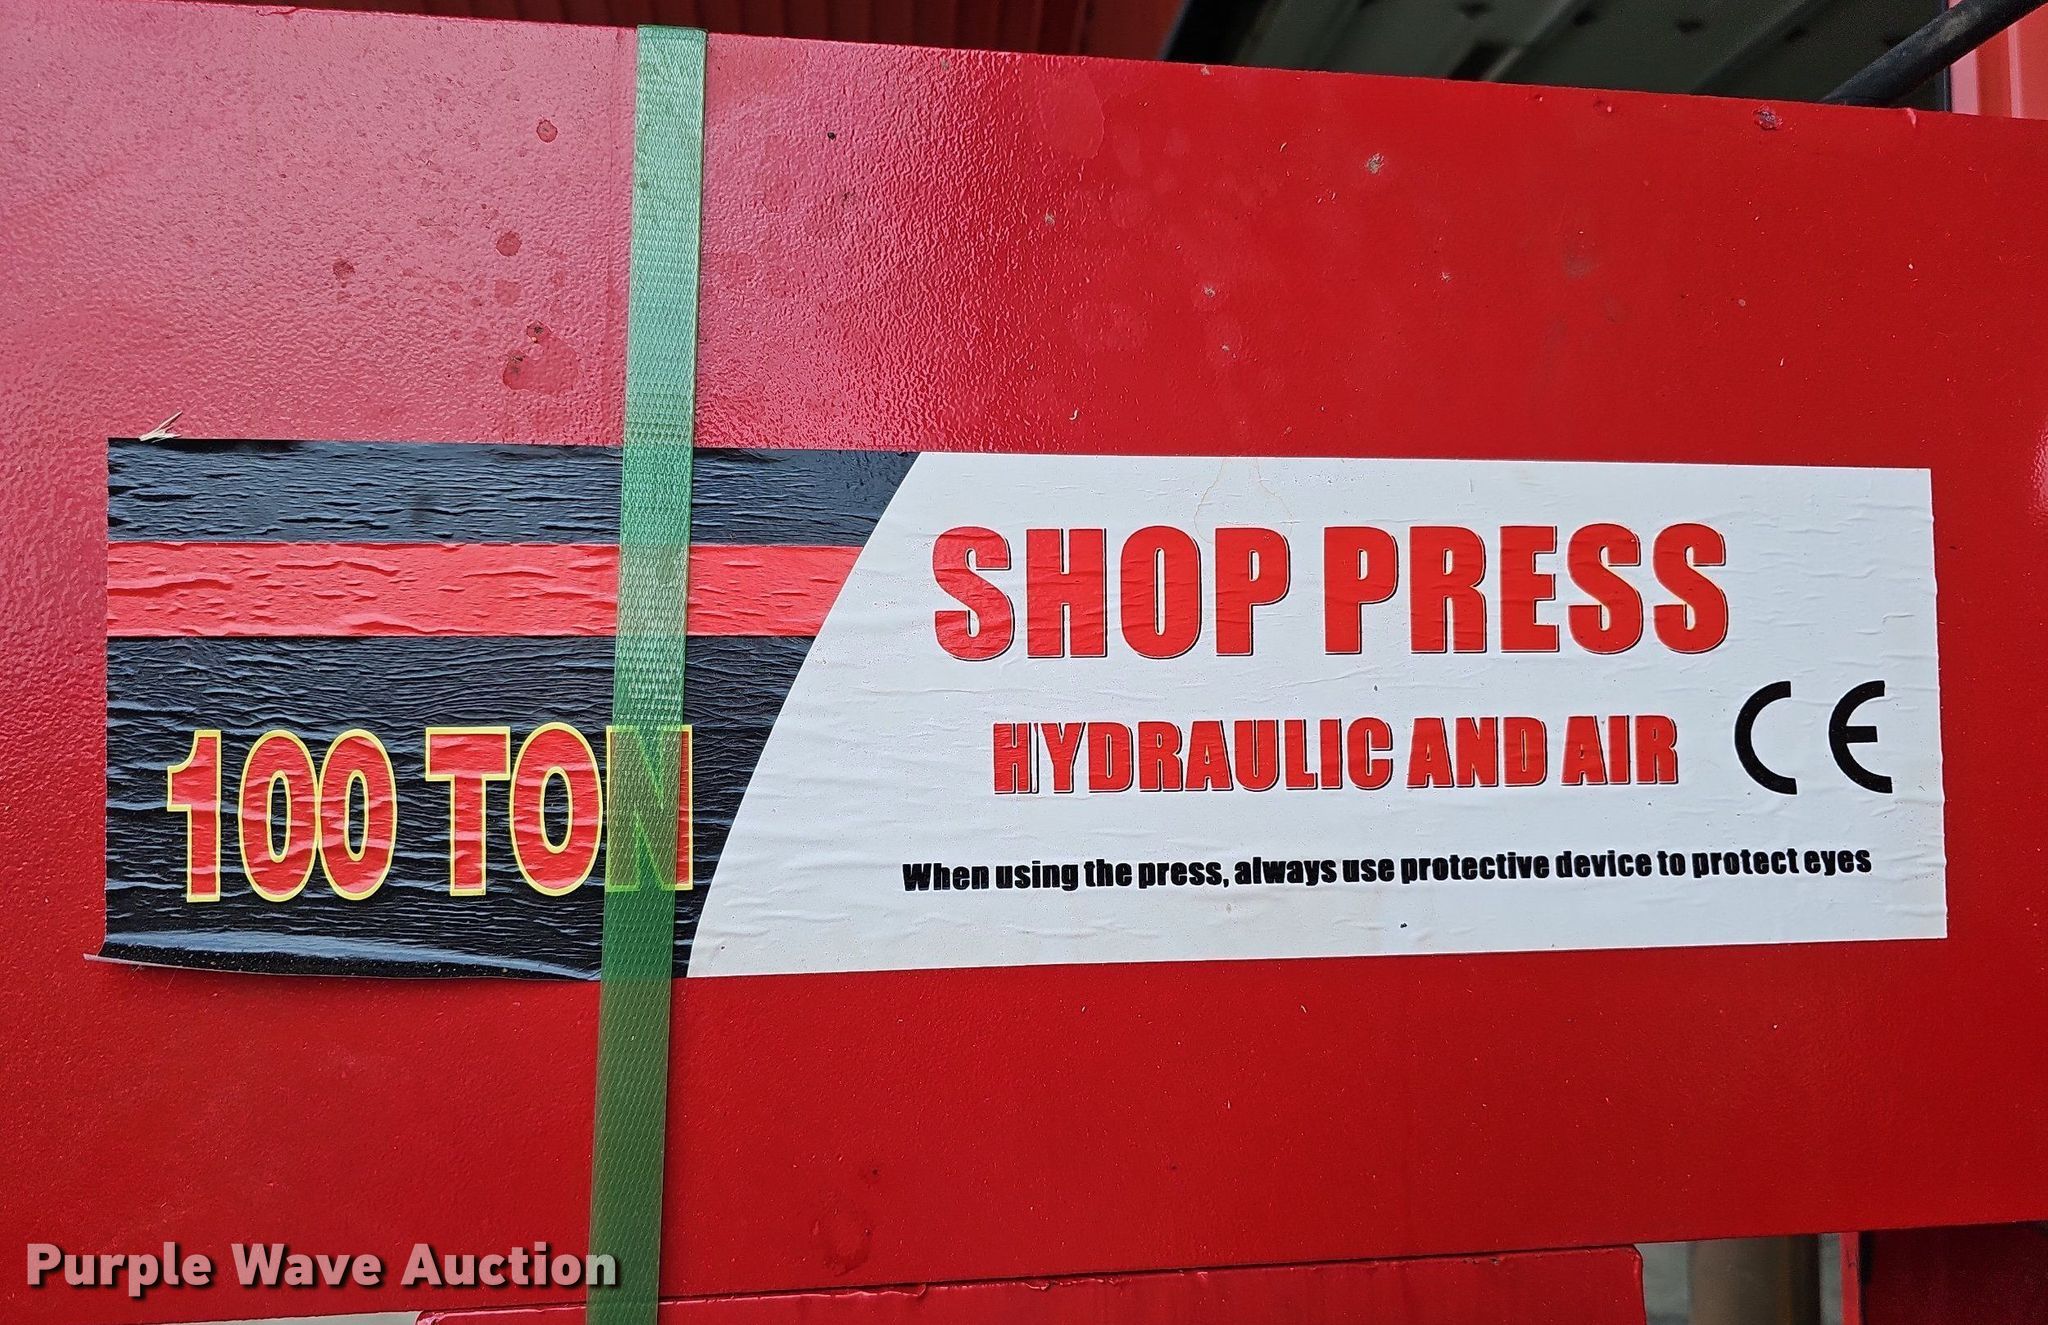 SHOP PRESS
100 TON
HYDRAULIC AND AIR
CE
When using the press, always use protective device to protect eyes
Purple Wave Auction